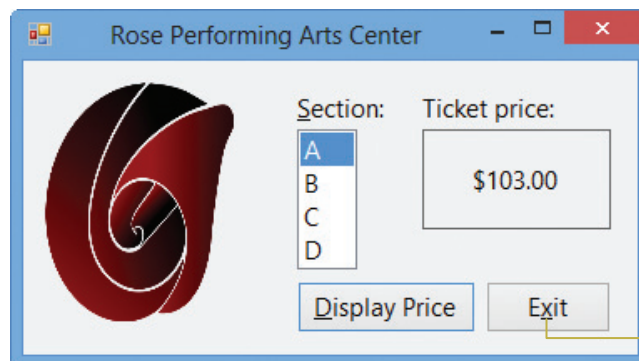 Rose Performing Arts Center
Section:
Ticket price:
A
B
C
D
$103.00
Display Price
Exit